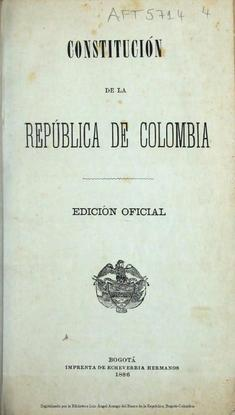 AFT 5714 4
CONSTITUCIÓN
DE LA
REPÚBLICA DE COLOMBIA
EDICIÓN OFICIAL
BOGOTÁ
IMPRENTA DE ECHEVERRIA HERMANOS
1886
Digitalizado por la Biblioteca Luis Ángel Arango del Banco de la República, Bogotá-Colombia